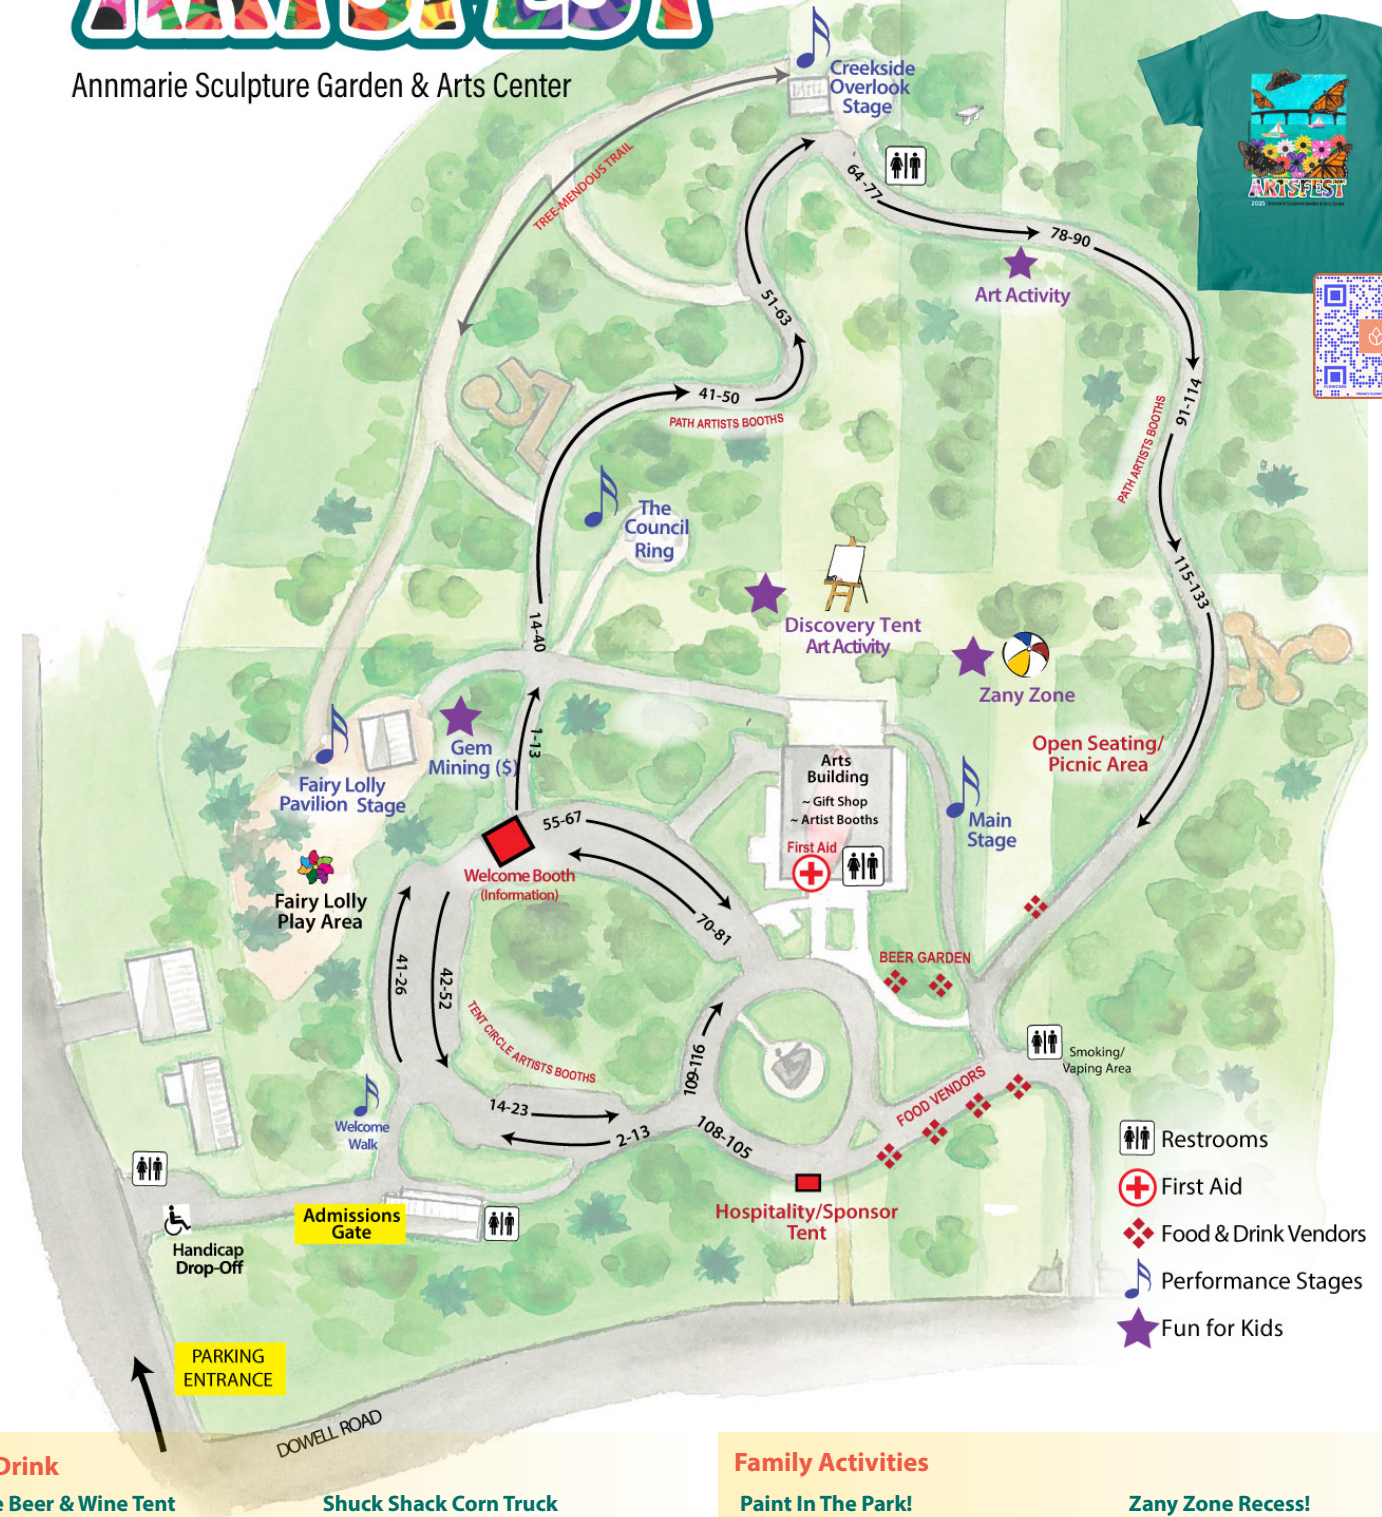 ARTSFEST
Annmarie Sculpture Garden & Arts Center
Creekside
Overlook
Stage
ARTSFEST
2025
TREE-MENDOUS TRAIL
64-77
78-90
Art Activity
51-63
41-50
PATH ARTISTS BOOTHS
91-114
PATH ARTISTS BOOTHS
The
Council
Ring
115-133
14-40
Discovery Tent
Art Activity
Zany Zone
Gem
Mining ($)
1-13
Open Seating/
Picnic Area
Fairy Lolly
Pavilion Stage
Arts
Building
~ Gift Shop
~ Artist Booths
First Aid
Main
Stage
55-67
Welcome Booth
(Information)
Fairy Lolly
Play Area
70-81
41-26
42-52
BEER GARDEN
TENT CIRCLE ARTISTS BOOTHS
109-116
Smoking/
Vaping Area
FOOD VENDORS
14-23
2-13
108-105
Welcome
Walk
Restrooms
First Aid
Food & Drink Vendors
Performance Stages
Fun for Kids
Admissions
Gate
Hospitality/Sponsor
Tent
Handicap
Drop-Off
PARKING
ENTRANCE
DOWELL ROAD
Drink
e Beer & Wine Tent
Shuck Shack Corn Truck
Family Activities
Paint In The Park!
Zany Zone Recess!